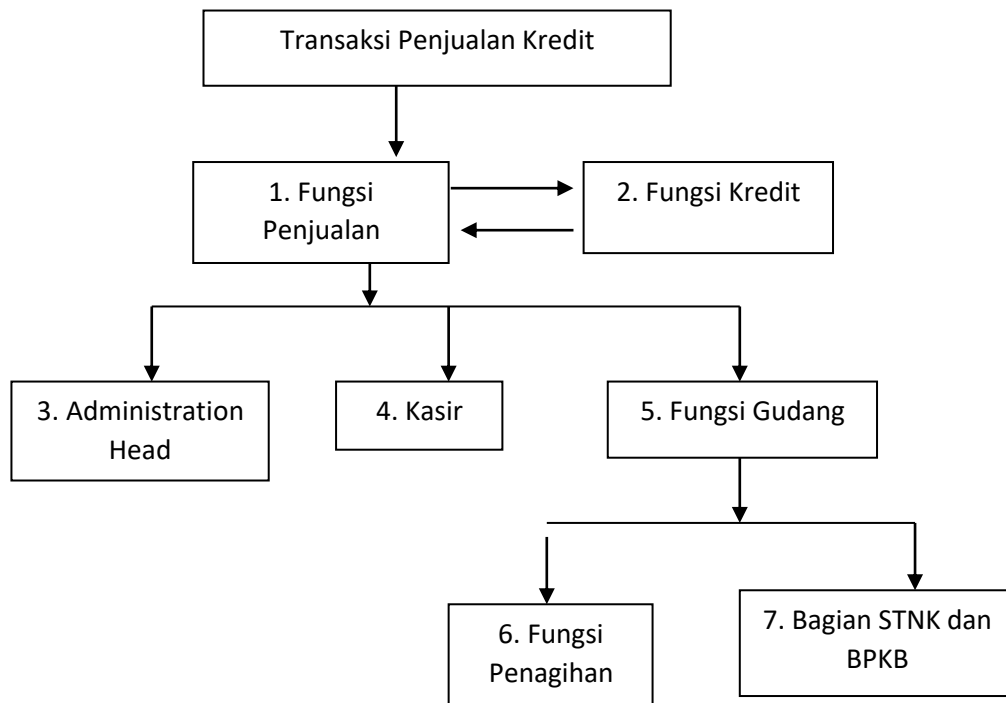 Transaksi Penjualan Kredit
1. Fungsi
Penjualan
2. Fungsi Kredit
3. Administration
Head
4. Kasir
5. Fungsi Gudang
6. Fungsi
Penagihan
7. Bagian STNK dan
BPKB